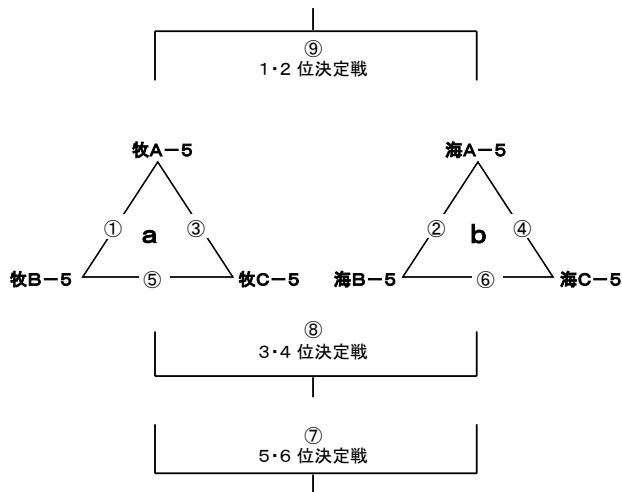 ⑨
1・2 位決定戦
牧A－5
海A－5
① a ③
② b ④
牧B－5 ⑤ 牧C－5
海B－5 ⑥ 海C－5
⑧
3・4 位決定戦
⑦
5・6 位決定戦